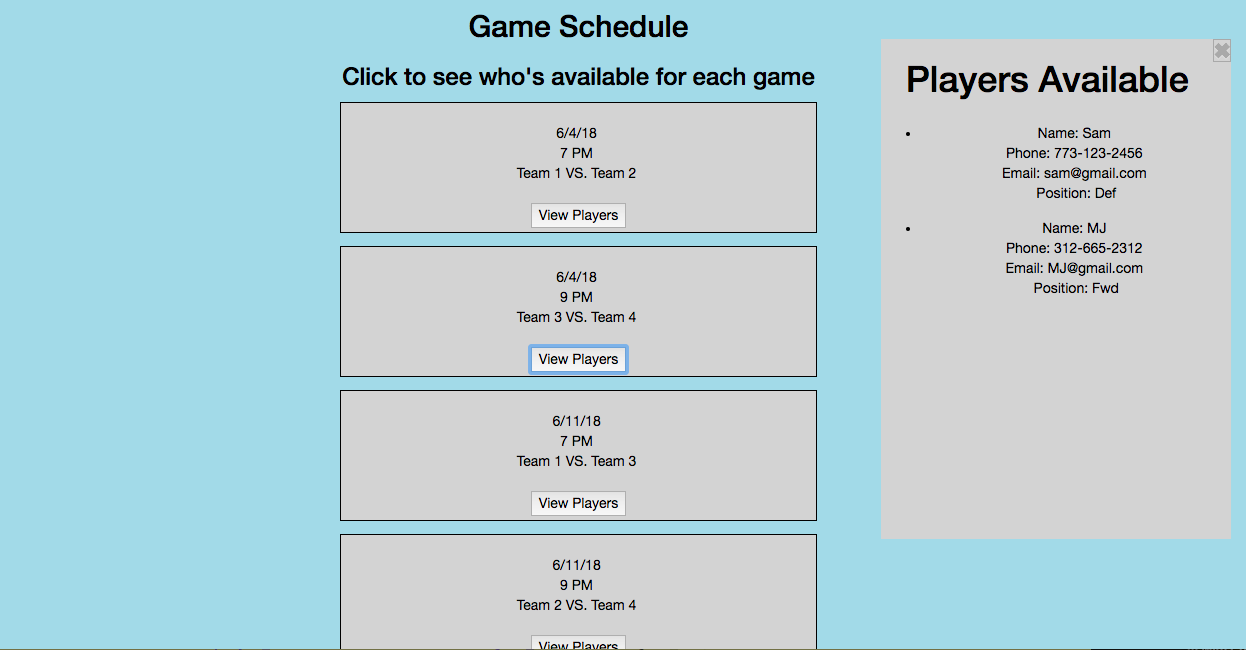 Game Schedule
Click to see who's available for each game
6/4/18
7 PM
Team 1 VS. Team 2
View Players
6/4/18
9 PM
Team 3 VS. Team 4
View Players
6/11/18
7 PM
Team 1 VS. Team 3
View Players
6/11/18
9 PM
Team 2 VS. Team 4
View Players
Players Available
Name: Sam
Phone: 773-123-2456
Email: sam@gmail.com
Position: Def
Name: MJ
Phone: 312-665-2312
Email: MJ@gmail.com
Position: Fwd